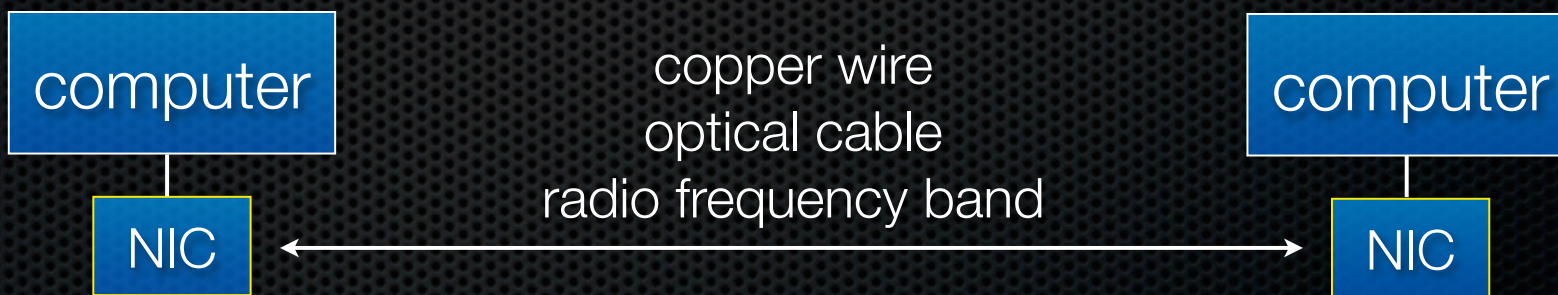 computer
copper wire
optical cable
radio frequency band
NIC
computer
NIC